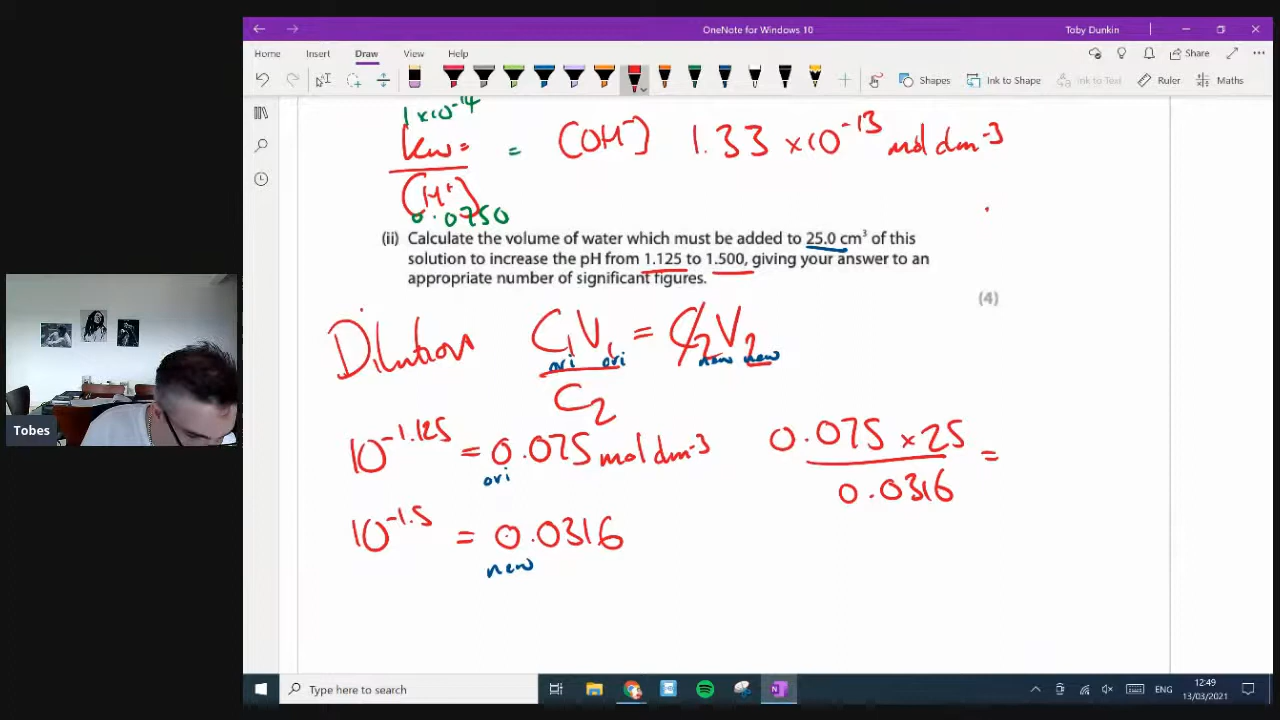 OneNote for Windows 10
Toby Dunkin
Home Insert Draw View Help
Share
Shapes Ink to Shape Ink to Text Ruler Maths
1 x 10-14
kw = = [OH-] 1.33 x 10-13 mol dm-3
[H+]
0.0750
(ii) Calculate the volume of water which must be added to 25.0 cm3 of this
solution to increase the pH from 1.125 to 1.500, giving your answer to an
appropriate number of significant figures.
(4)
Dilution C1V1 = C2V2
ori ori new new
C2
10-1.125 = 0.075 mol dm-3 0.075 x 25 =
ori 0.0316
10-1.5 = 0.0316
new
Tobes
Type here to search
ENG
12:49
13/03/2021